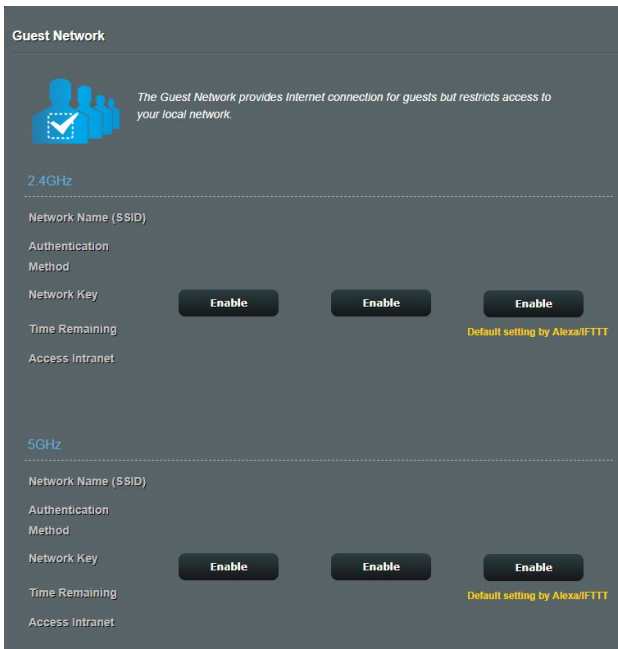 Guest Network
The Guest Network provides Internet connection for guests but restricts access to
your local network.
2.4GHz
Network Name (SSID)
Authentication
Method
Network Key
Enable Enable Enable
Time Remaining
Default setting by Alexa/IFTTT
Access Intranet
5GHz
Network Name (SSID)
Authentication
Method
Network Key
Enable Enable Enable
Time Remaining
Default setting by Alexa/IFTTT
Access Intranet